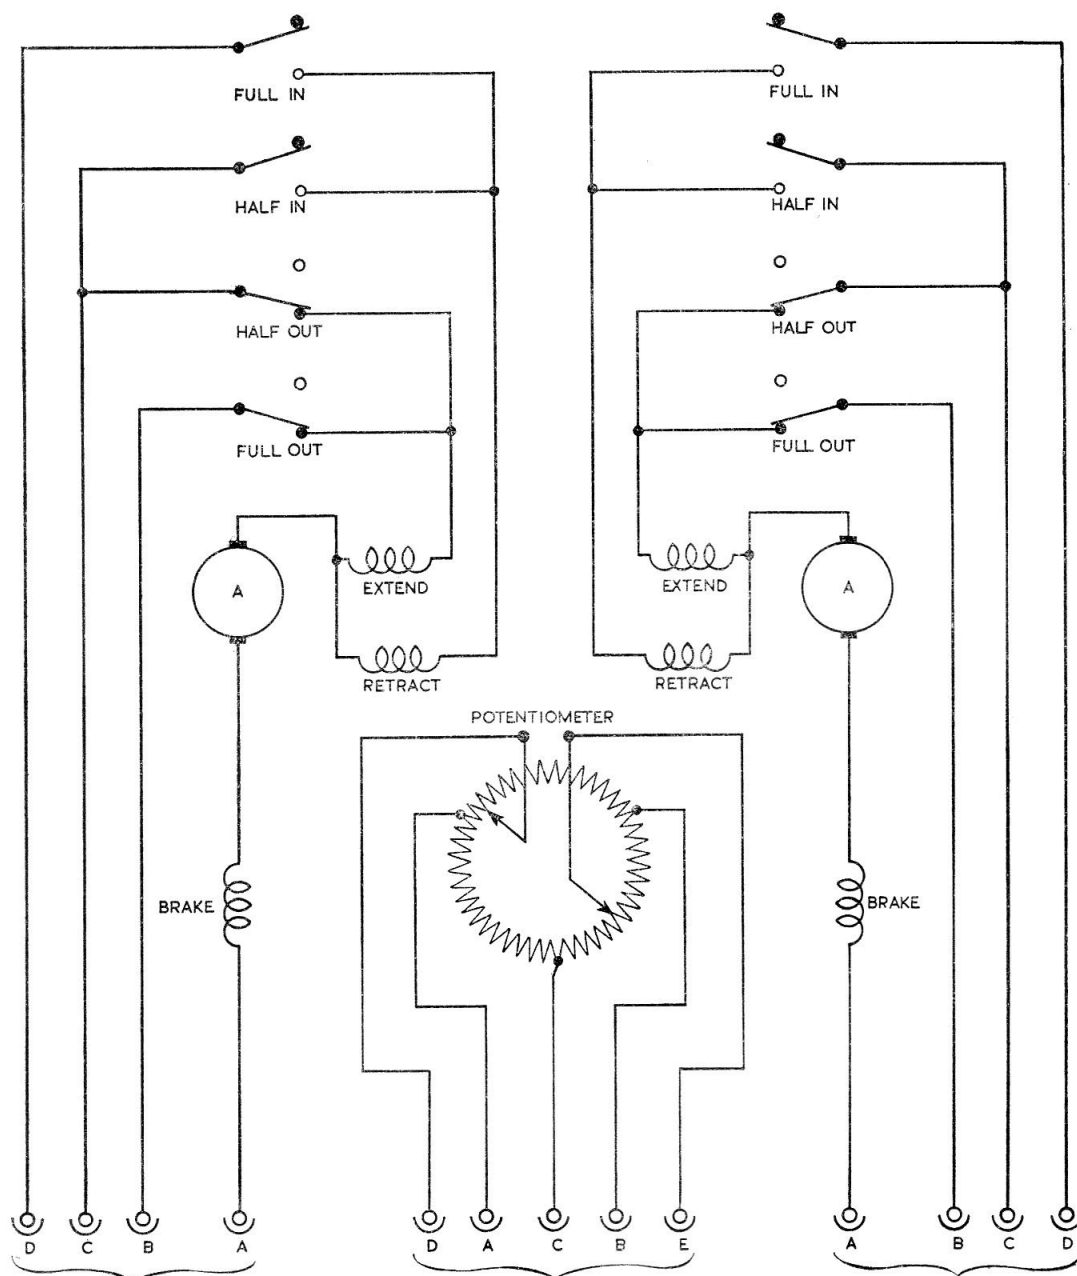 FULL IN
FULL IN
HALF IN
HALF IN
HALF OUT
HALF OUT
FULL OUT
FULL OUT
A
A
EXTEND
EXTEND
RETRACT
RETRACT
POTENTIOMETER
BRAKE
BRAKE
D C B A D A C B E A B C D